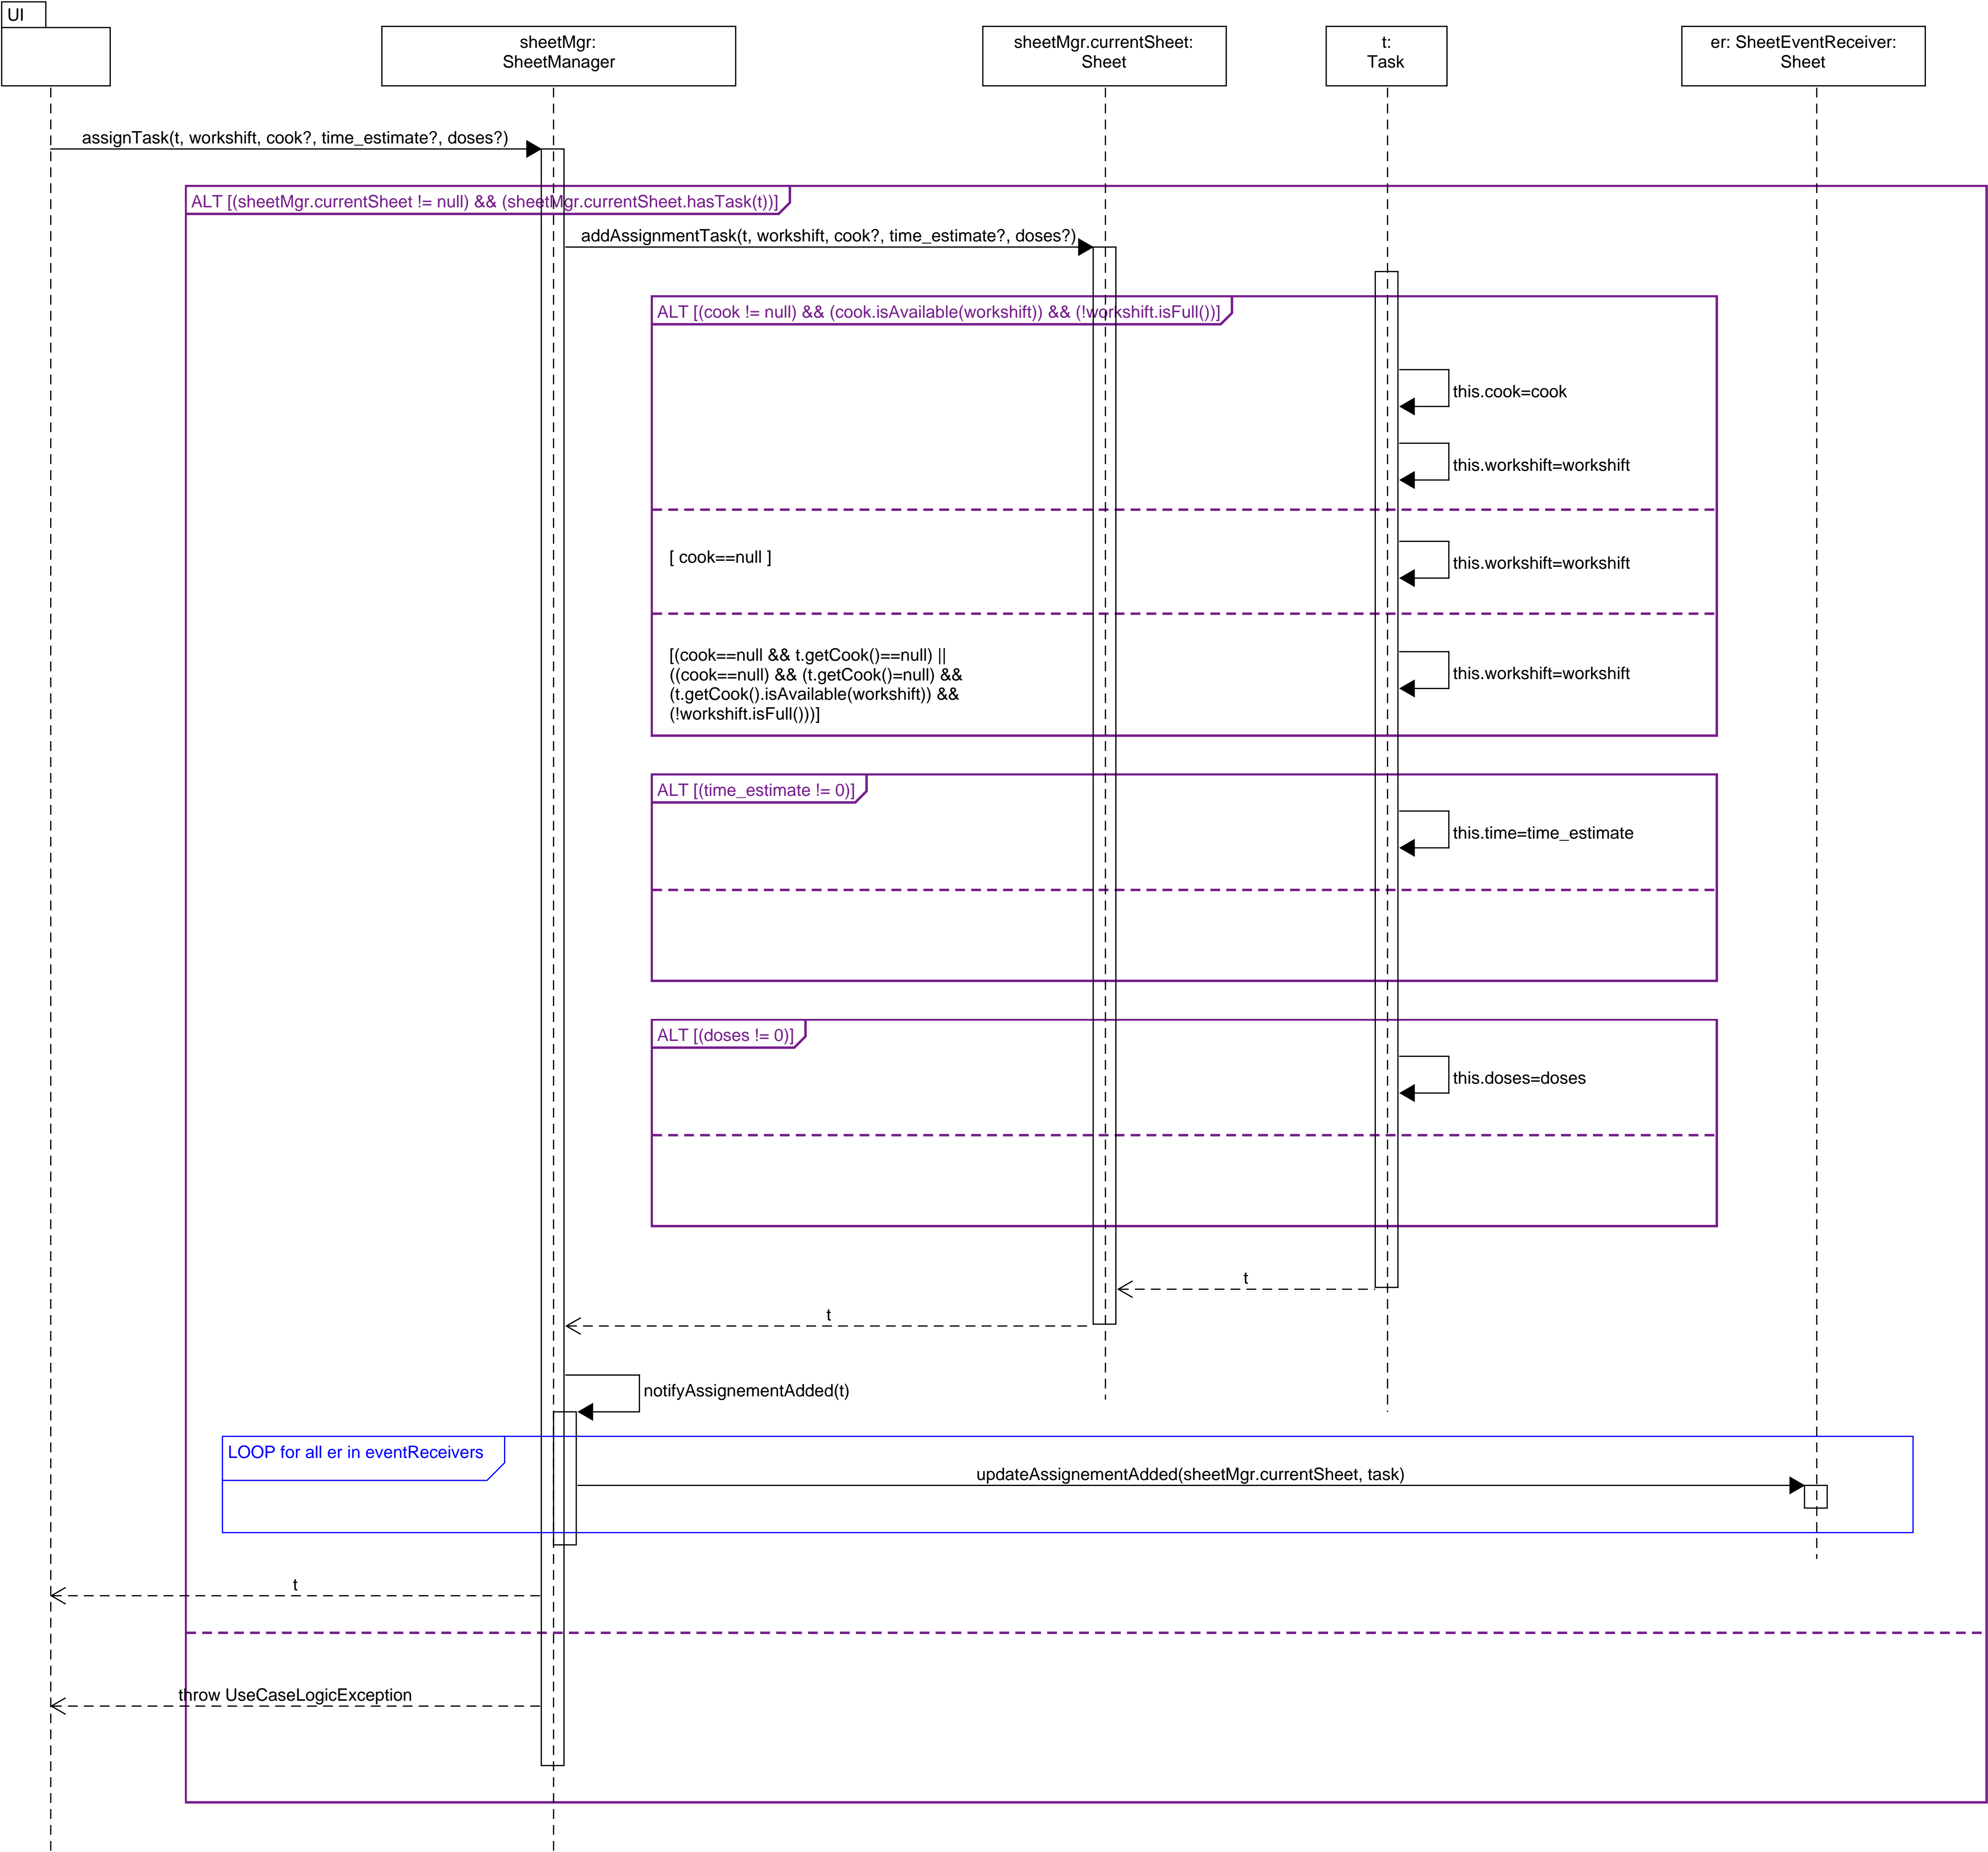 UI
sheetMgr:
SheetManager
sheetMgr.currentSheet:
Sheet
t:
Task
er: SheetEventReceiver:
Sheet
assignTask(t, workshift, cook?, time_estimate?, doses?)
ALT [(sheetMgr.currentSheet != null) && (sheetMgr.currentSheet.hasTask(t))]
addAssignmentTask(t, workshift, cook?, time_estimate?, doses?)
ALT [(cook != null) && (cook.isAvailable(workshift)) && (!workshift.isFull())]
this.cook=cook
this.workshift=workshift
[ cook==null ]
this.workshift=workshift
[(cook==null && t.getCook()==null) ||
((cook==null) && (t.getCook()=null) &&
(t.getCook().isAvailable(workshift)) &&
(!workshift.isFull()))]
this.workshift=workshift
ALT [(time_estimate != 0)]
this.time=time_estimate
ALT [(doses != 0)]
this.doses=doses
t
t
notifyAssignementAdded(t)
LOOP for all er in eventReceivers
updateAssignementAdded(sheetMgr.currentSheet, task)
t
throw UseCaseLogicException